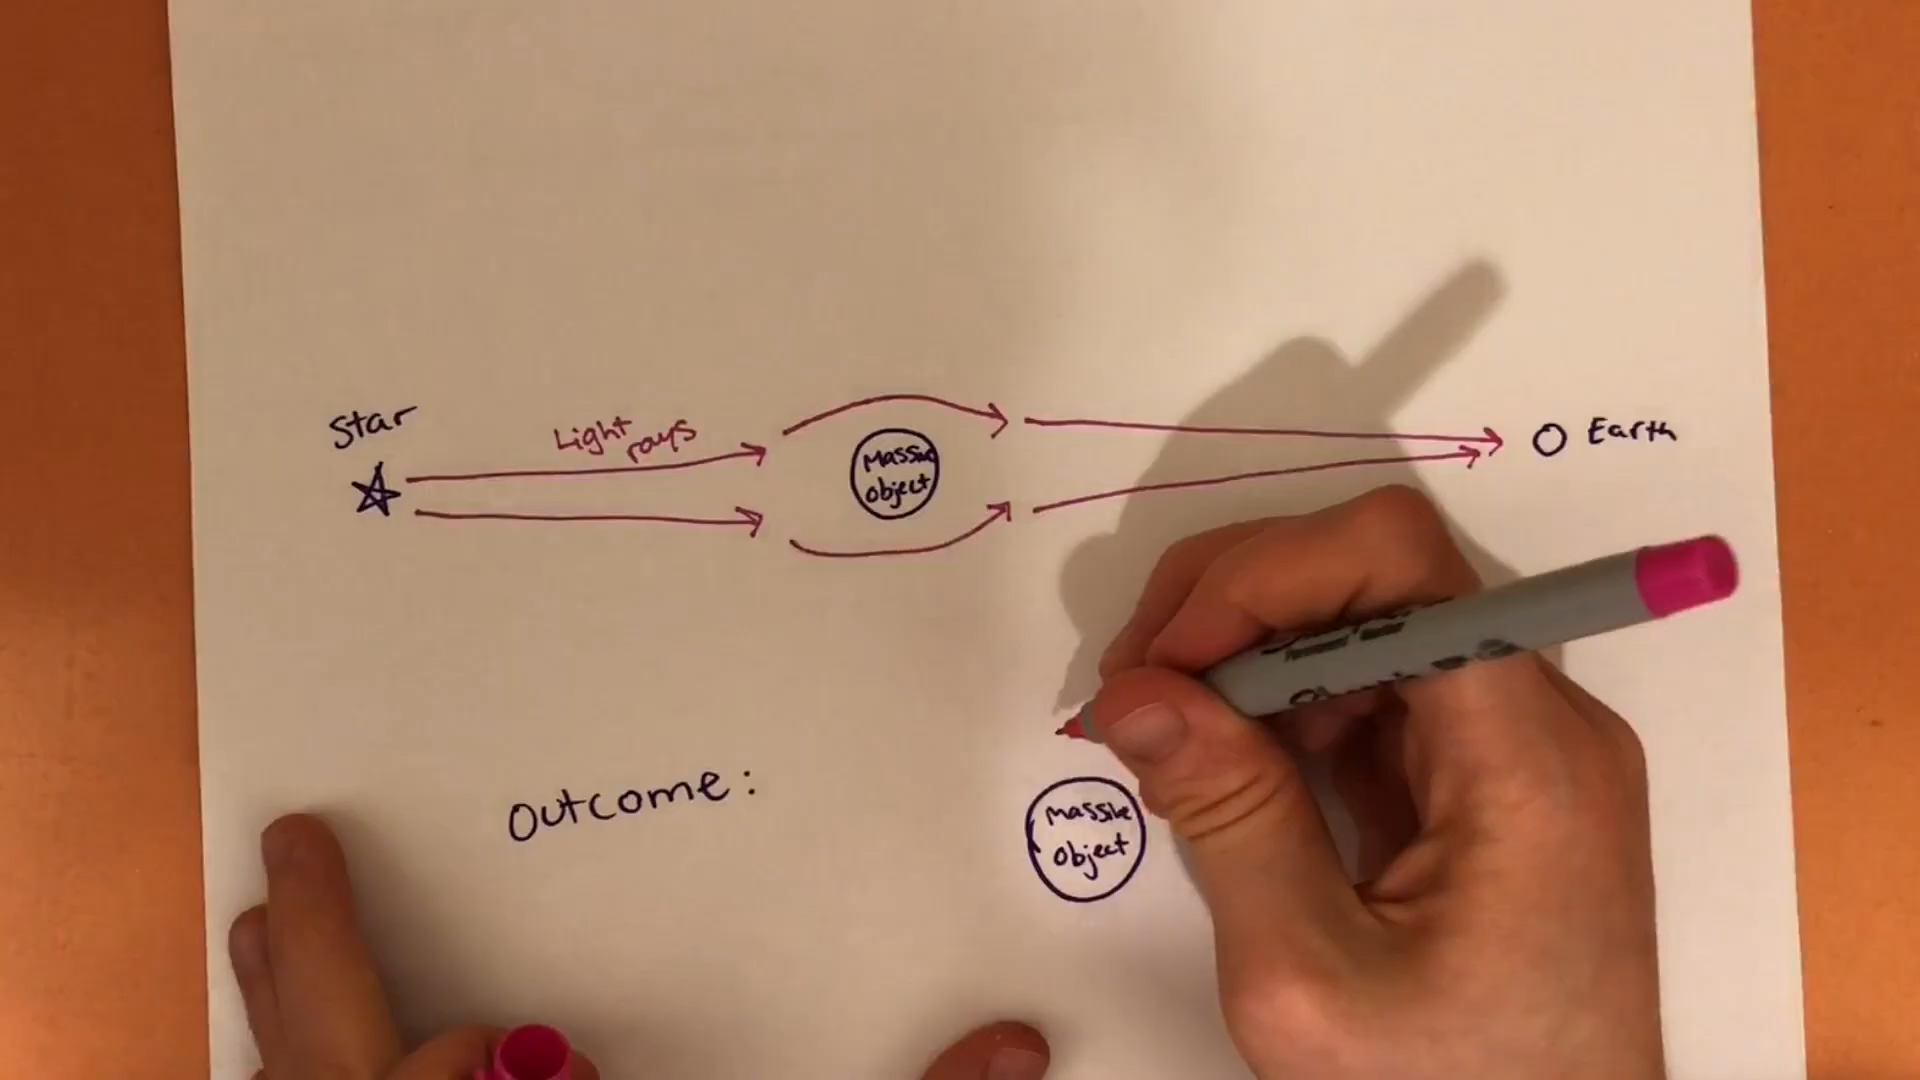 Star
Light
rays
Massive
object
Earth
Outcome:
Massive
Object